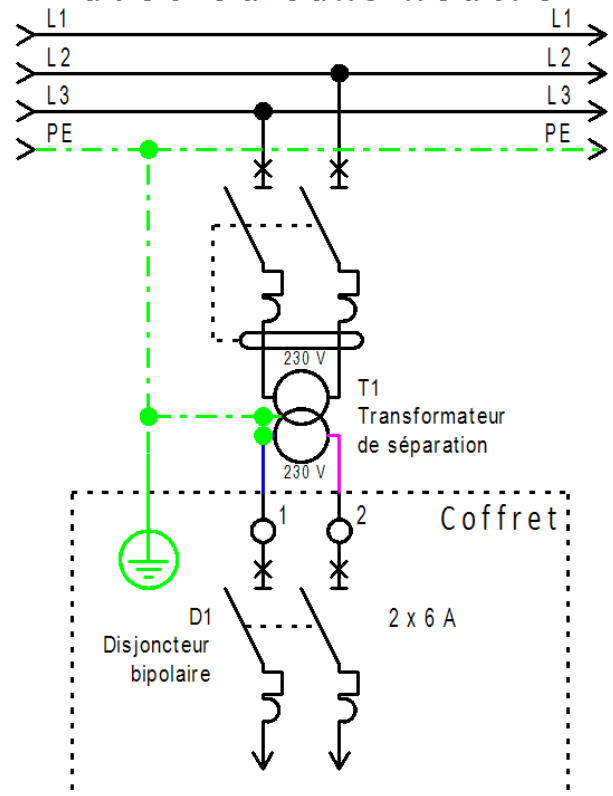 L1 L1
L2 L2
L3 L3
PE PE
230 V
T1
Transformateur
de séparation
230 V
1 2 Coffret
D1 2 x 6 A
Disjoncteur
bipolaire